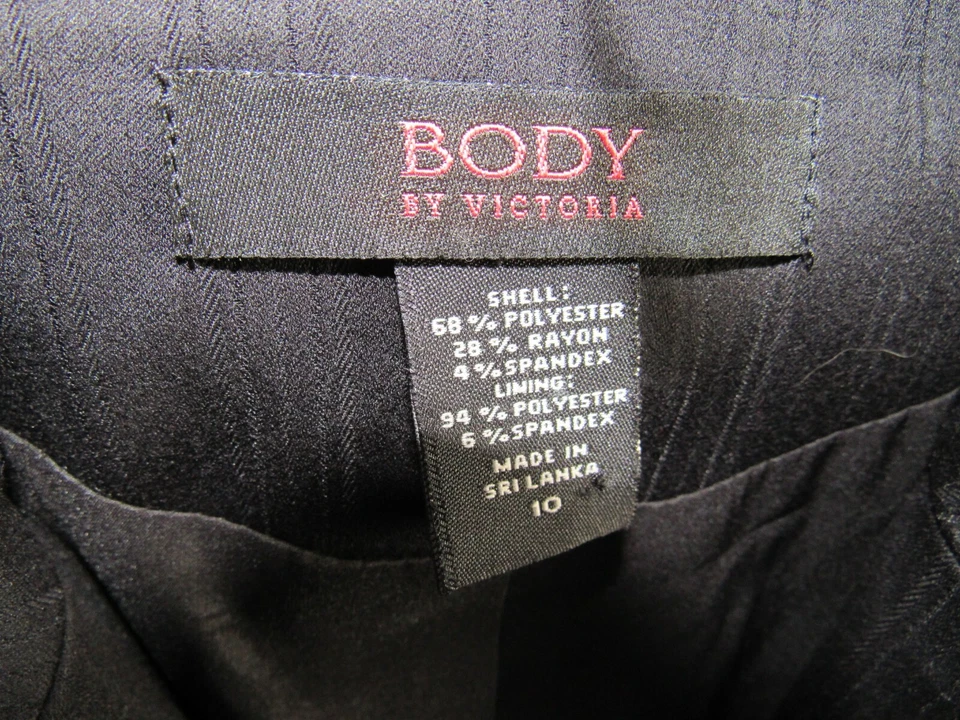 BODY
BY VICTORIA
SHELL:
68 % POLYESTER
28 % RAYON
4 % SPANDEX
LINING:
94 % POLYESTER
6 % SPANDEX
MADE IN
SRI LANKA
10